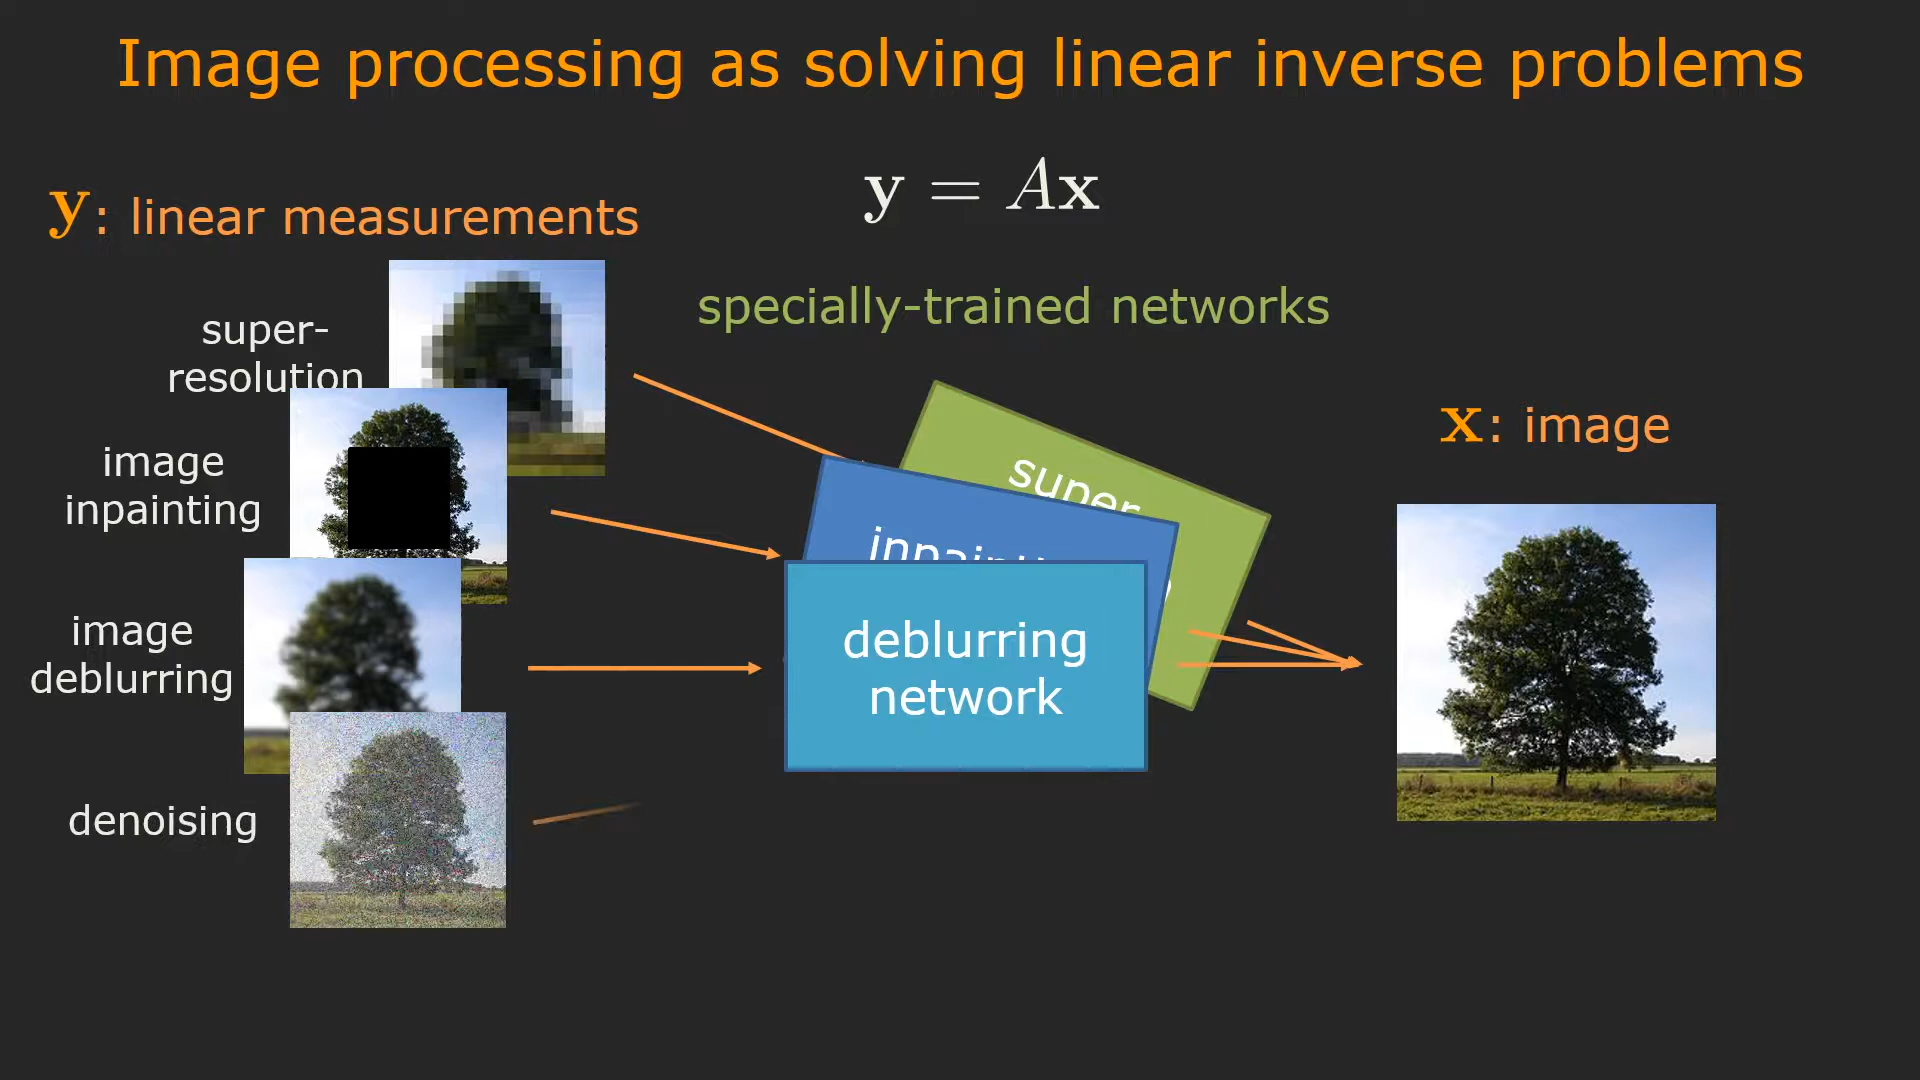 Image processing as solving linear inverse problems
y = Ax
y: linear measurements
specially-trained networks
super-
resolution
image
inpainting
image
deblurring
denoising
super
deblurring
network
x: image